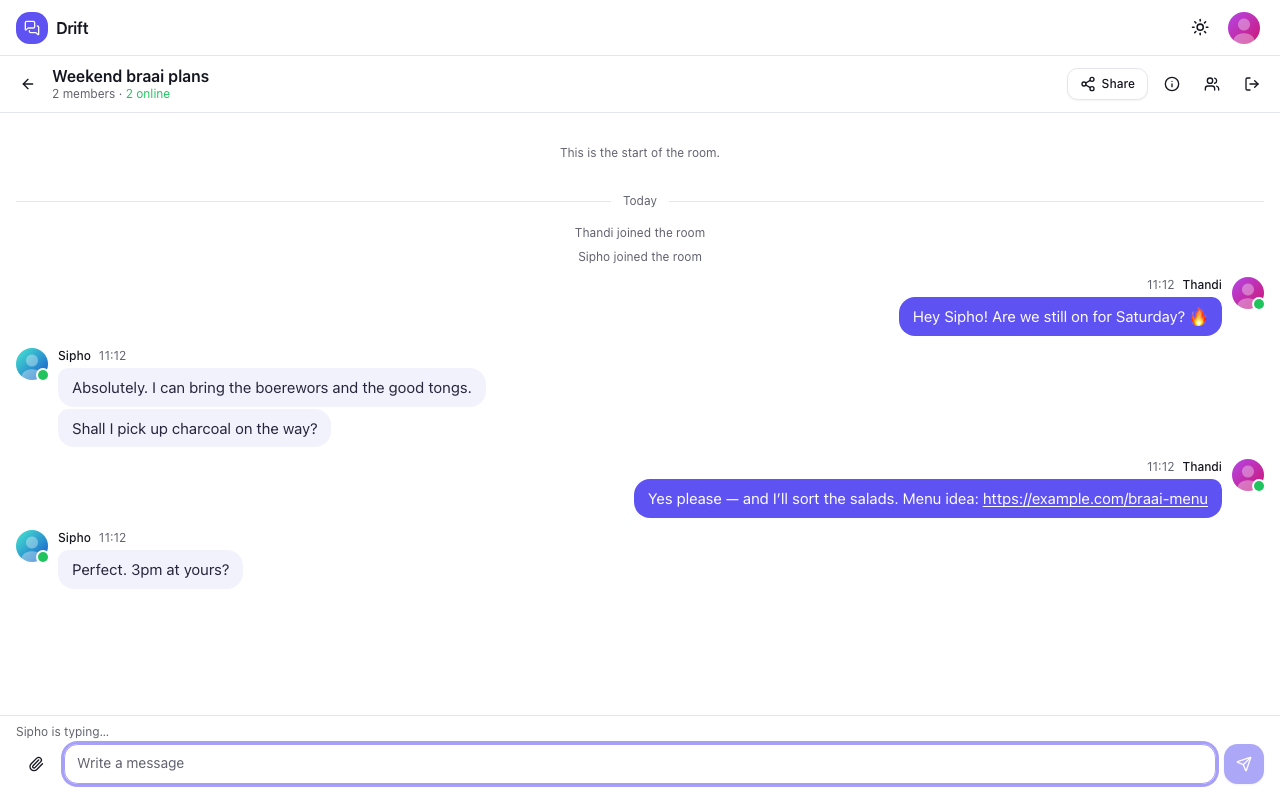 Drift
Weekend braai plans
2 members · 2 online
Share
This is the start of the room.
Today
Thandi joined the room
Sipho joined the room
11:12 Thandi
Hey Sipho! Are we still on for Saturday? 🔥
Sipho 11:12
Absolutely. I can bring the boerewors and the good tongs.
Shall I pick up charcoal on the way?
11:12 Thandi
Yes please — and I’ll sort the salads. Menu idea: https://example.com/braai-menu
Sipho 11:12
Perfect. 3pm at yours?
Sipho is typing…
Write a message